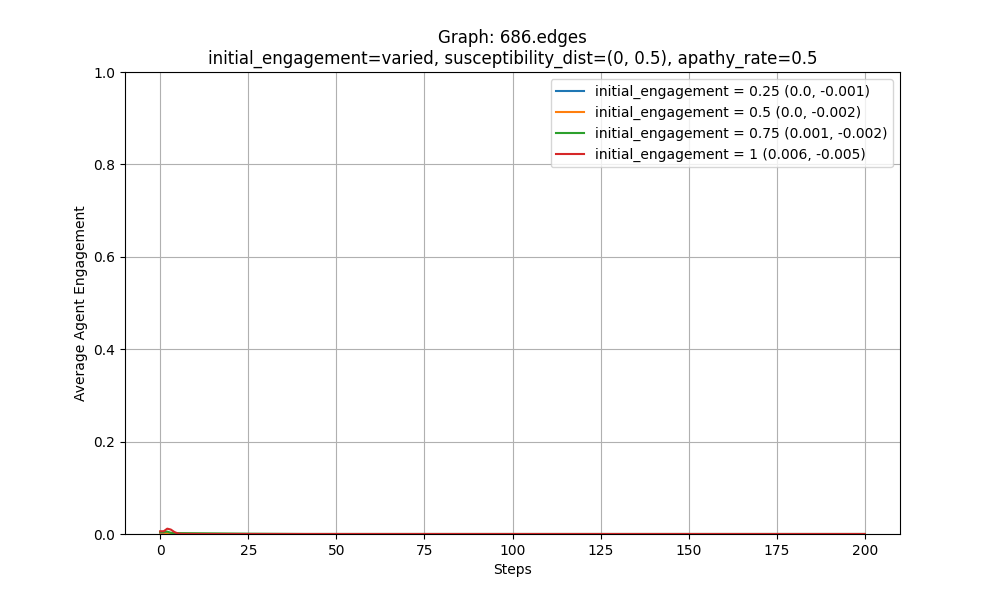 Graph: 686.edges
initial_engagement=varied, susceptibility_dist=(0, 0.5), apathy_rate=0.5
initial_engagement = 0.25 (0.0, -0.001)
initial_engagement = 0.5 (0.0, -0.002)
initial_engagement = 0.75 (0.001, -0.002)
initial_engagement = 1 (0.006, -0.005)
Average Agent Engagement
1.0
0.8
0.6
0.4
0.2
0.0
0 25 50 75 100 125 150 175 200
Steps